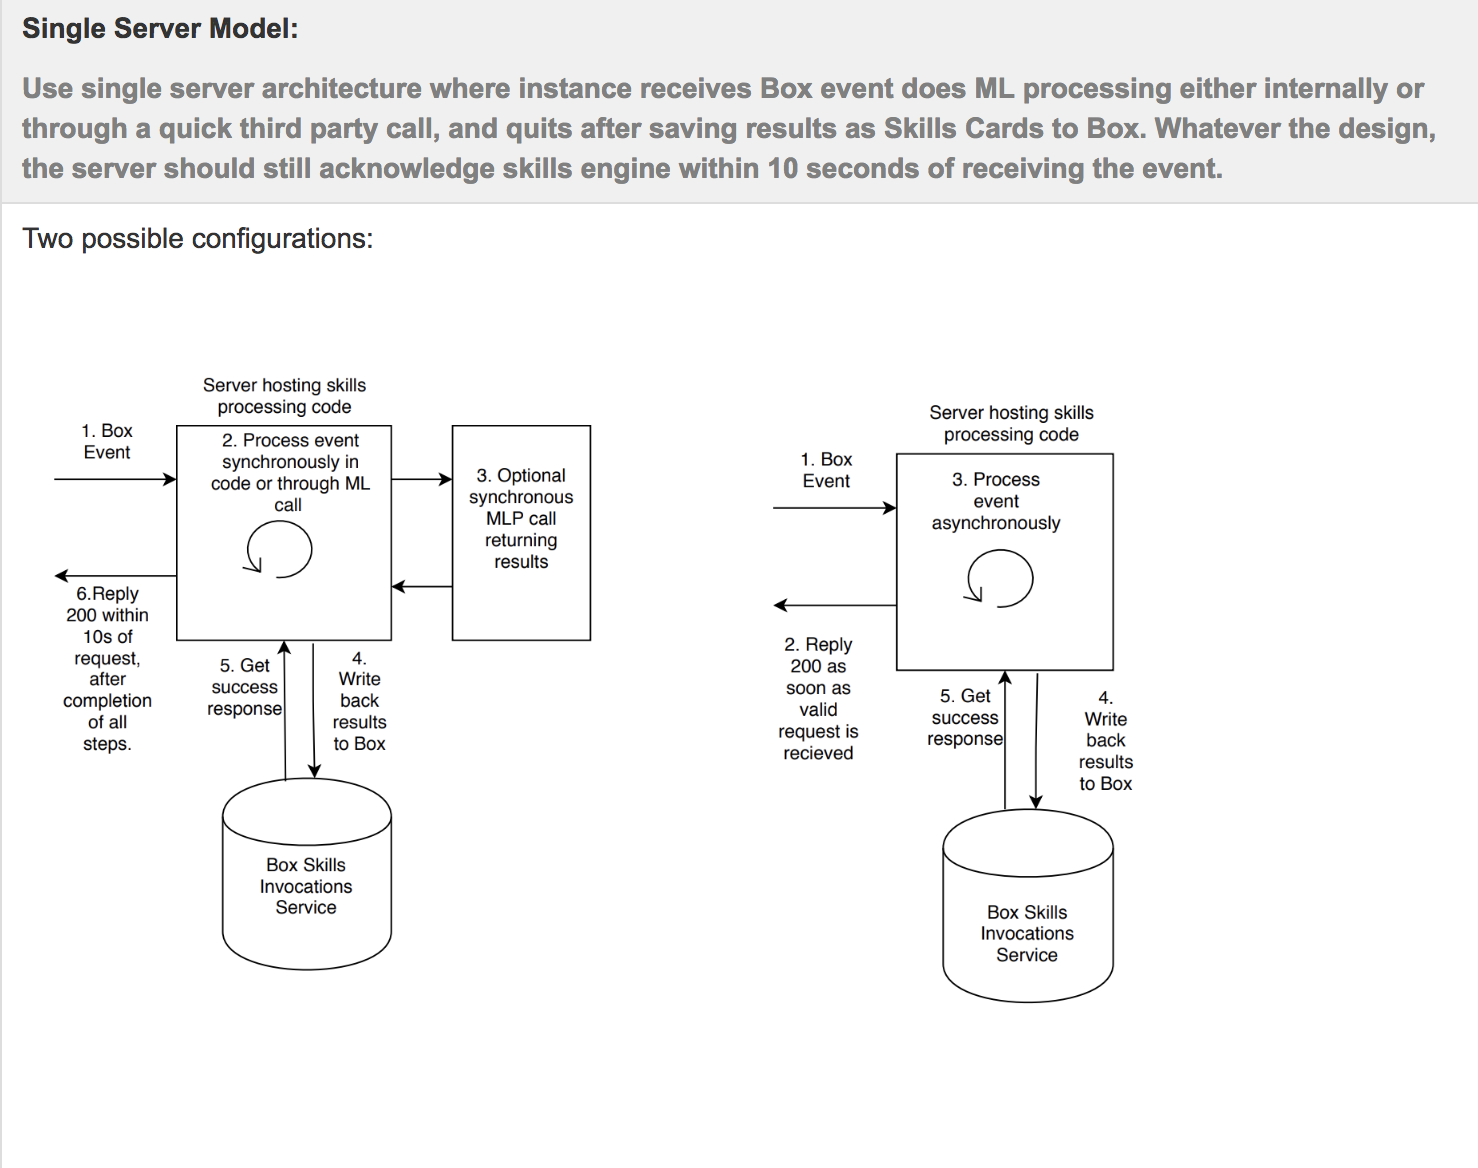 Single Server Model:
Use single server architecture where instance receives Box event does ML processing either internally or
through a quick third party call, and quits after saving results as Skills Cards to Box. Whatever the design,
the server should still acknowledge skills engine within 10 seconds of receiving the event.
Two possible configurations:
Server hosting skills
processing code
1. Box
Event
2. Process event
synchronously in
code or through ML
call
3. Optional
synchronous
MLP call
returning
results
6.Reply
200 within
10s of
request,
after
completion
of all
steps.
5. Get
success
response
4.
Write
back
results
to Box
Box Skills
Invocations
Service
Server hosting skills
processing code
1. Box
Event
3. Process
event
asynchronously
2. Reply
200 as
soon as
valid
request is
recieved
5. Get
success
response
4.
Write
back
results
to Box
Box Skills
Invocations
Service